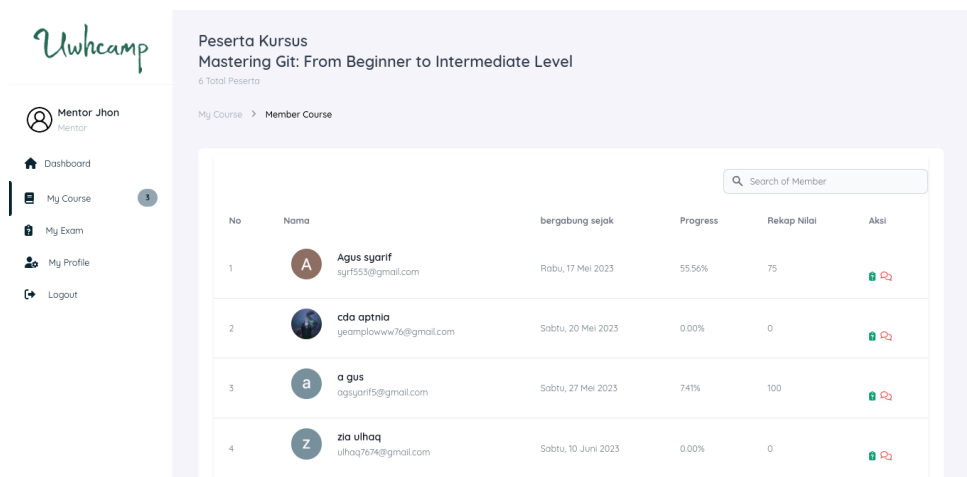 Uwhcamp
Peserta Kursus
Mastering Git: From Beginner to Intermediate Level
6 Total Peserta
My Course > Member Course
Mentor Jhon
Mentor
Dashboard
My Course 3
My Exam
My Profile
Logout
Search of Member
No Nama bergabung sejak Progress Rekap Nilai Aksi
1 A Agus syarif Rabu, 17 Mei 2023 55.56% 75
syrf553@gmail.com
2 cda aptnia Sabtu, 20 Mei 2023 0.00% 0
yeamplowww76@gmail.com
3 a a gus Sabtu, 27 Mei 2023 7.41% 100
agsyarif5@gmail.com
4 z zia ulhaq Sabtu, 10 Juni 2023 0.00% 0
ulhaq7674@gmail.com